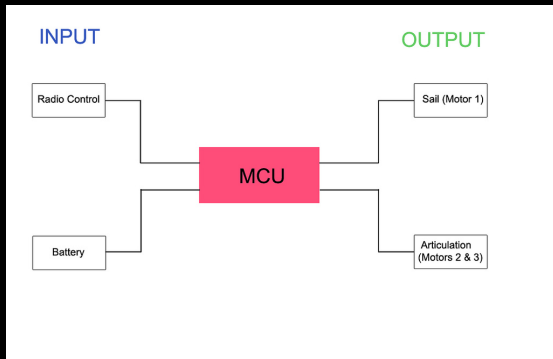 INPUT
OUTPUT
Radio Control
Sail (Motor 1)
MCU
Battery
Articulation
(Motors 2 & 3)